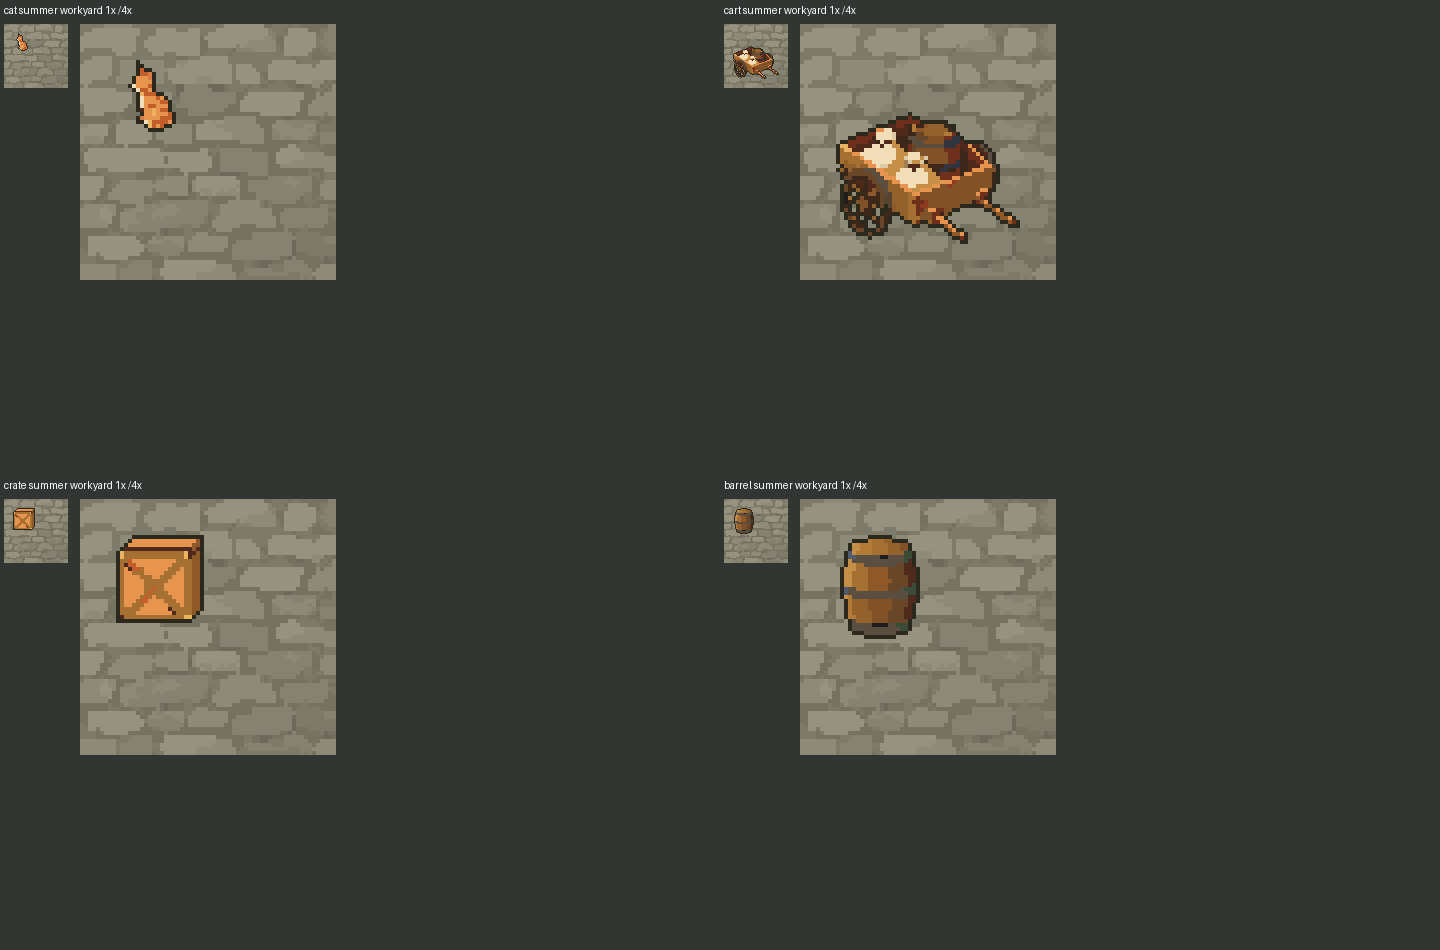 cat summer workyard 1x /4x
cart summer workyard 1x /4x
crate summer workyard 1x /4x
barrel summer workyard 1x /4x